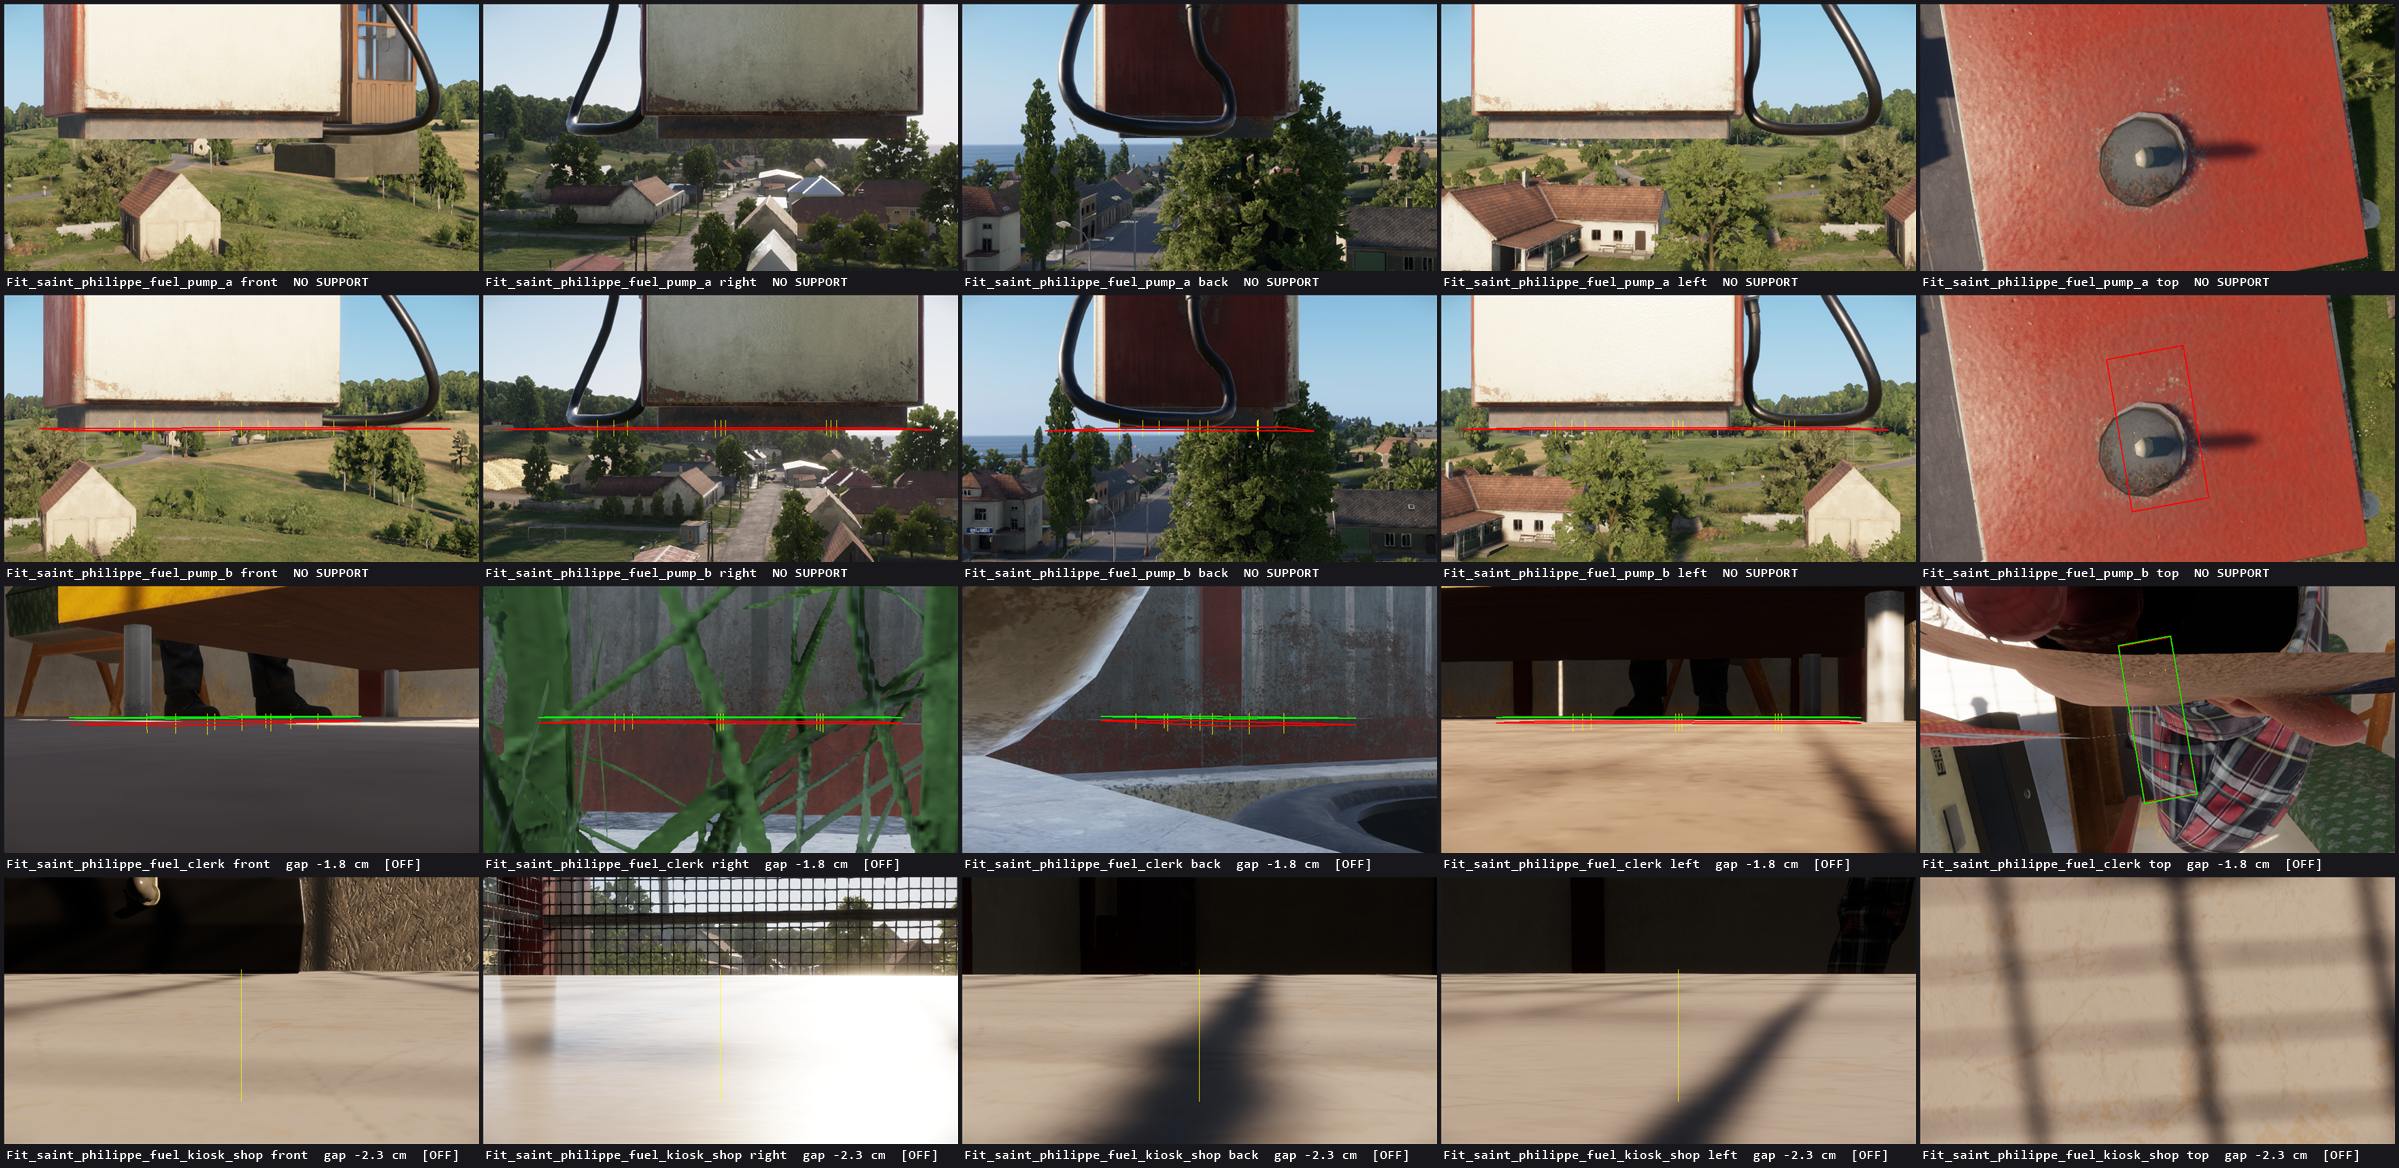 Fit_saint_philippe_fuel_pump_a front  NO SUPPORT
Fit_saint_philippe_fuel_pump_a right  NO SUPPORT
Fit_saint_philippe_fuel_pump_a back  NO SUPPORT
Fit_saint_philippe_fuel_pump_a left  NO SUPPORT
Fit_saint_philippe_fuel_pump_a top  NO SUPPORT
Fit_saint_philippe_fuel_pump_b front  NO SUPPORT
Fit_saint_philippe_fuel_pump_b right  NO SUPPORT
Fit_saint_philippe_fuel_pump_b back  NO SUPPORT
Fit_saint_philippe_fuel_pump_b left  NO SUPPORT
Fit_saint_philippe_fuel_pump_b top  NO SUPPORT
Fit_saint_philippe_fuel_clerk front  gap -1.8 cm  [OFF]
Fit_saint_philippe_fuel_clerk right  gap -1.8 cm  [OFF]
Fit_saint_philippe_fuel_clerk back  gap -1.8 cm  [OFF]
Fit_saint_philippe_fuel_clerk left  gap -1.8 cm  [OFF]
Fit_saint_philippe_fuel_clerk top  gap -1.8 cm  [OFF]
Fit_saint_philippe_fuel_kiosk_shop front  gap -2.3 cm  [OFF]
Fit_saint_philippe_fuel_kiosk_shop right  gap -2.3 cm  [OFF]
Fit_saint_philippe_fuel_kiosk_shop back  gap -2.3 cm  [OFF]
Fit_saint_philippe_fuel_kiosk_shop left  gap -2.3 cm  [OFF]
Fit_saint_philippe_fuel_kiosk_shop top  gap -2.3 cm  [OFF]